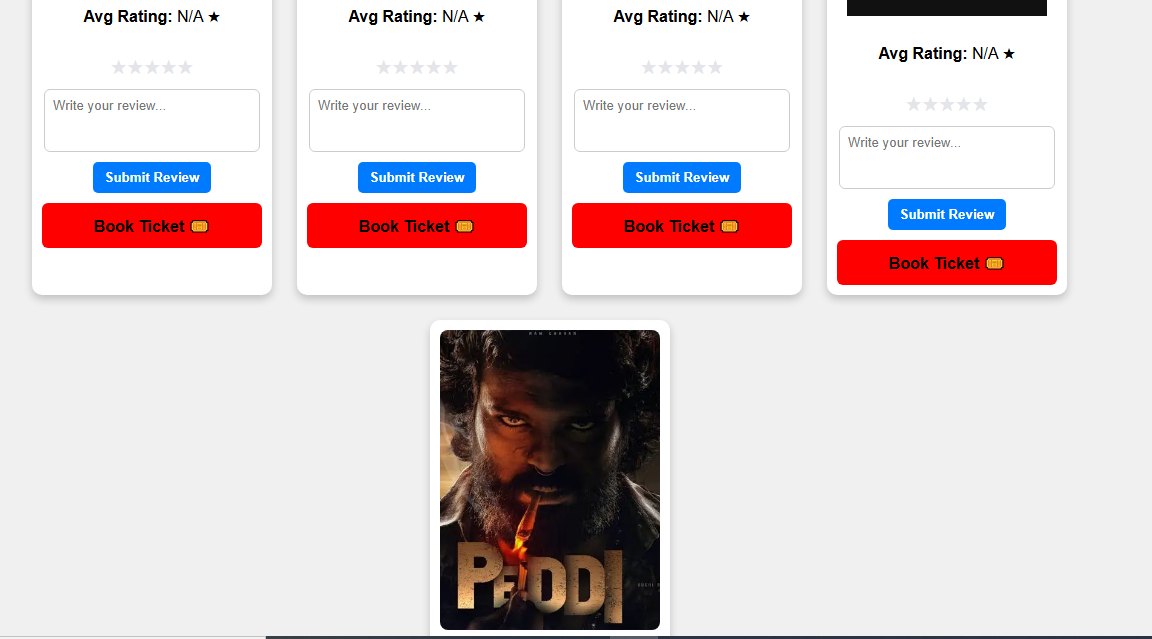 Avg Rating: N/A ★
Avg Rating: N/A ★
Avg Rating: N/A ★
Avg Rating: N/A ★
★★★★★
★★★★★
★★★★★
★★★★★
Write your review...
Write your review...
Write your review...
Write your review...
Submit Review
Submit Review
Submit Review
Submit Review
Book Ticket 🎟️
Book Ticket 🎟️
Book Ticket 🎟️
Book Ticket 🎟️
RAM CHARAN
PEDDI